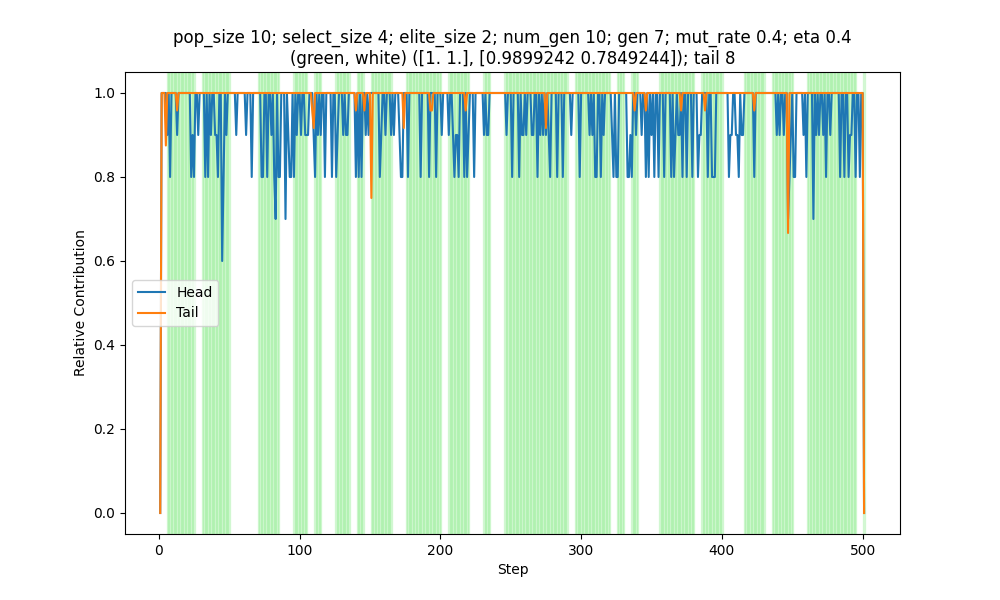 pop_size 10; select_size 4; elite_size 2; num_gen 10; gen 7; mut_rate 0.4; eta 0.4
(green, white) ([1. 1.], [0.9899242 0.7849244]); tail 8
1.0
0.8
0.6
0.4
0.2
0.0
Relative Contribution
Head
Tail
0
100
200
300
400
500
Step